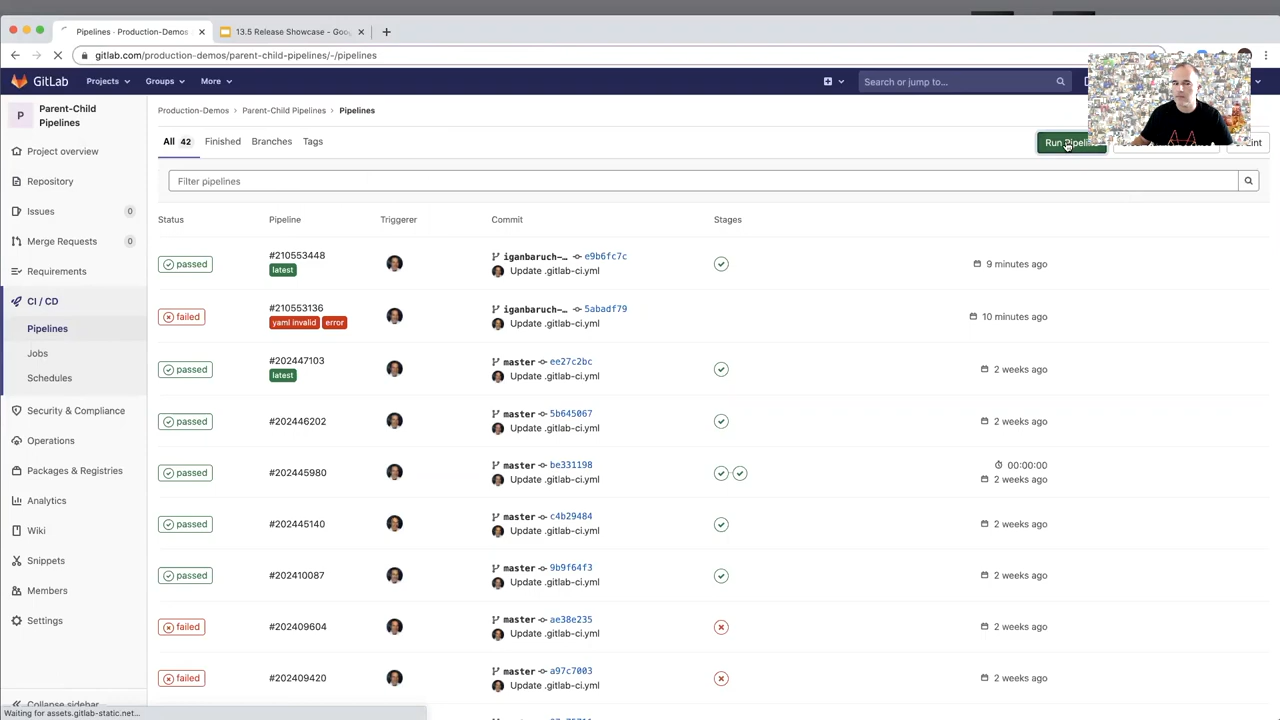 Pipelines · Production-Demos
13.5 Release Showcase - Goo
gitlab.com/production-demos/parent-child-pipelines/-/pipelines
GitLab
Projects
Groups
More
Search or jump to...
P
Parent-Child
Pipelines
Project overview
Repository
Issues
0
Merge Requests
0
Requirements
CI / CD
Pipelines
Jobs
Schedules
Security & Compliance
Operations
Packages & Registries
Analytics
Wiki
Snippets
Members
Settings
Collapse sidebar
Waiting for assets.gitlab-static.net...
Production-Demos › Parent-Child Pipelines › Pipelines
All 42
Finished
Branches
Tags
Run Pipeline
Filter pipelines
Status
Pipeline
Triggerer
Commit
Stages
passed
#210553448
latest
iganbaruch-… e9b6fc7c
Update .gitlab-ci.yml
9 minutes ago
failed
#210553136
yaml invalid error
iganbaruch-… 5abadf79
Update .gitlab-ci.yml
10 minutes ago
passed
#202447103
latest
master ee27c2bc
Update .gitlab-ci.yml
2 weeks ago
passed
#202446202
master 5b645067
Update .gitlab-ci.yml
2 weeks ago
passed
#202445980
master be331198
Update .gitlab-ci.yml
00:00:00
2 weeks ago
passed
#202445140
master c4b29484
Update .gitlab-ci.yml
2 weeks ago
passed
#202410087
master 9b9f64f3
Update .gitlab-ci.yml
2 weeks ago
failed
#202409604
master ae38e235
Update .gitlab-ci.yml
2 weeks ago
failed
#202409420
master a97c7003
Update .gitlab-ci.yml
2 weeks ago